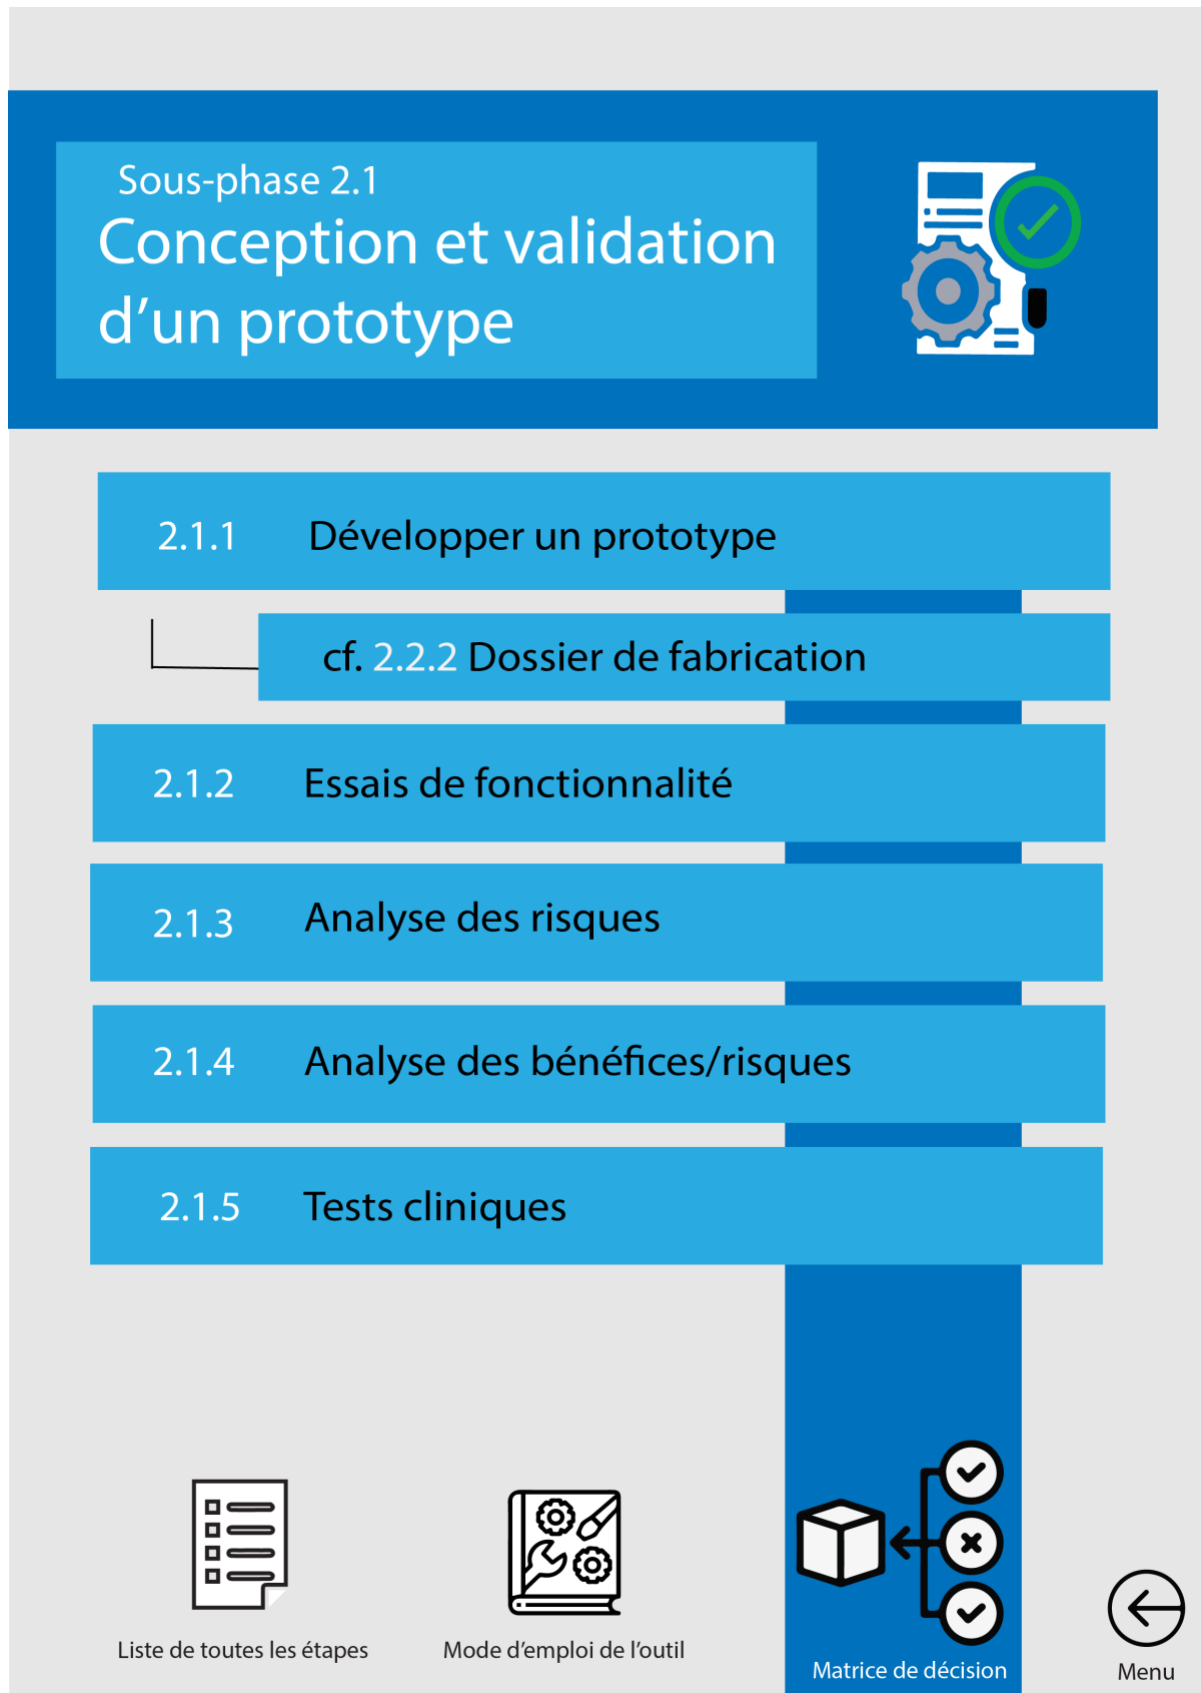 Sous-phase 2.1
Conception et validation
d’un prototype
2.1.1 Développer un prototype
cf. 2.2.2 Dossier de fabrication
2.1.2 Essais de fonctionnalité
2.1.3 Analyse des risques
2.1.4 Analyse des bénéfices/risques
2.1.5 Tests cliniques
Liste de toutes les étapes
Mode d’emploi de l’outil
Matrice de décision
Menu